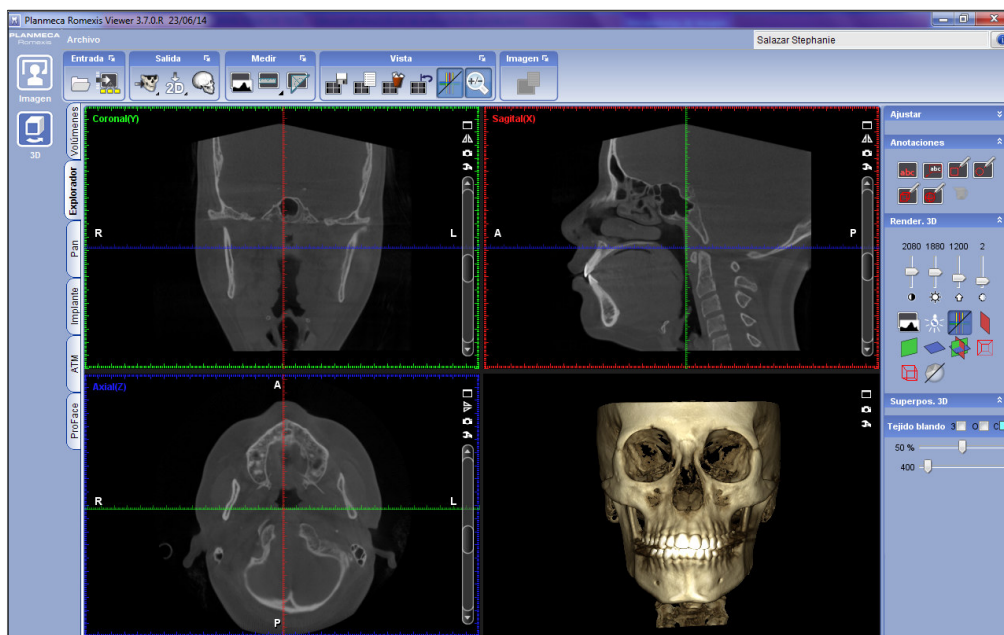 Planmeca Romexis Viewer 3.7.0.R 23/06/14
PLANMECA
Romexis
Archivo
Salazar Stephanie
Entrada
Salida
Medir
Vista
Imagen
2D
Imagen
3D
Volúmenes
Explorador
Pan
Implante
ATM
ProFace
Coronal(Y)
R
L
Sagital(X)
A
P
Axial(Z)
A
R
L
P
Ajustar
Anotaciones
abc
abc
Render. 3D
2080 1880 1200 2
Superpos. 3D
Tejido blando 3 O C
50 %
400